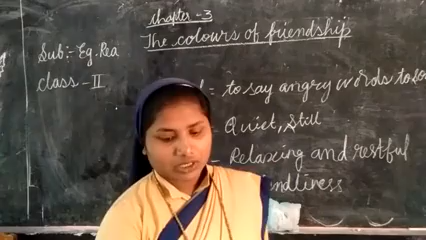 Chapter - 3
The colours of friendship
Sub:- Eg. Rea
Class - II
= to say angry words to so
Quiet, Still
- Relaxing and restful
ndliness